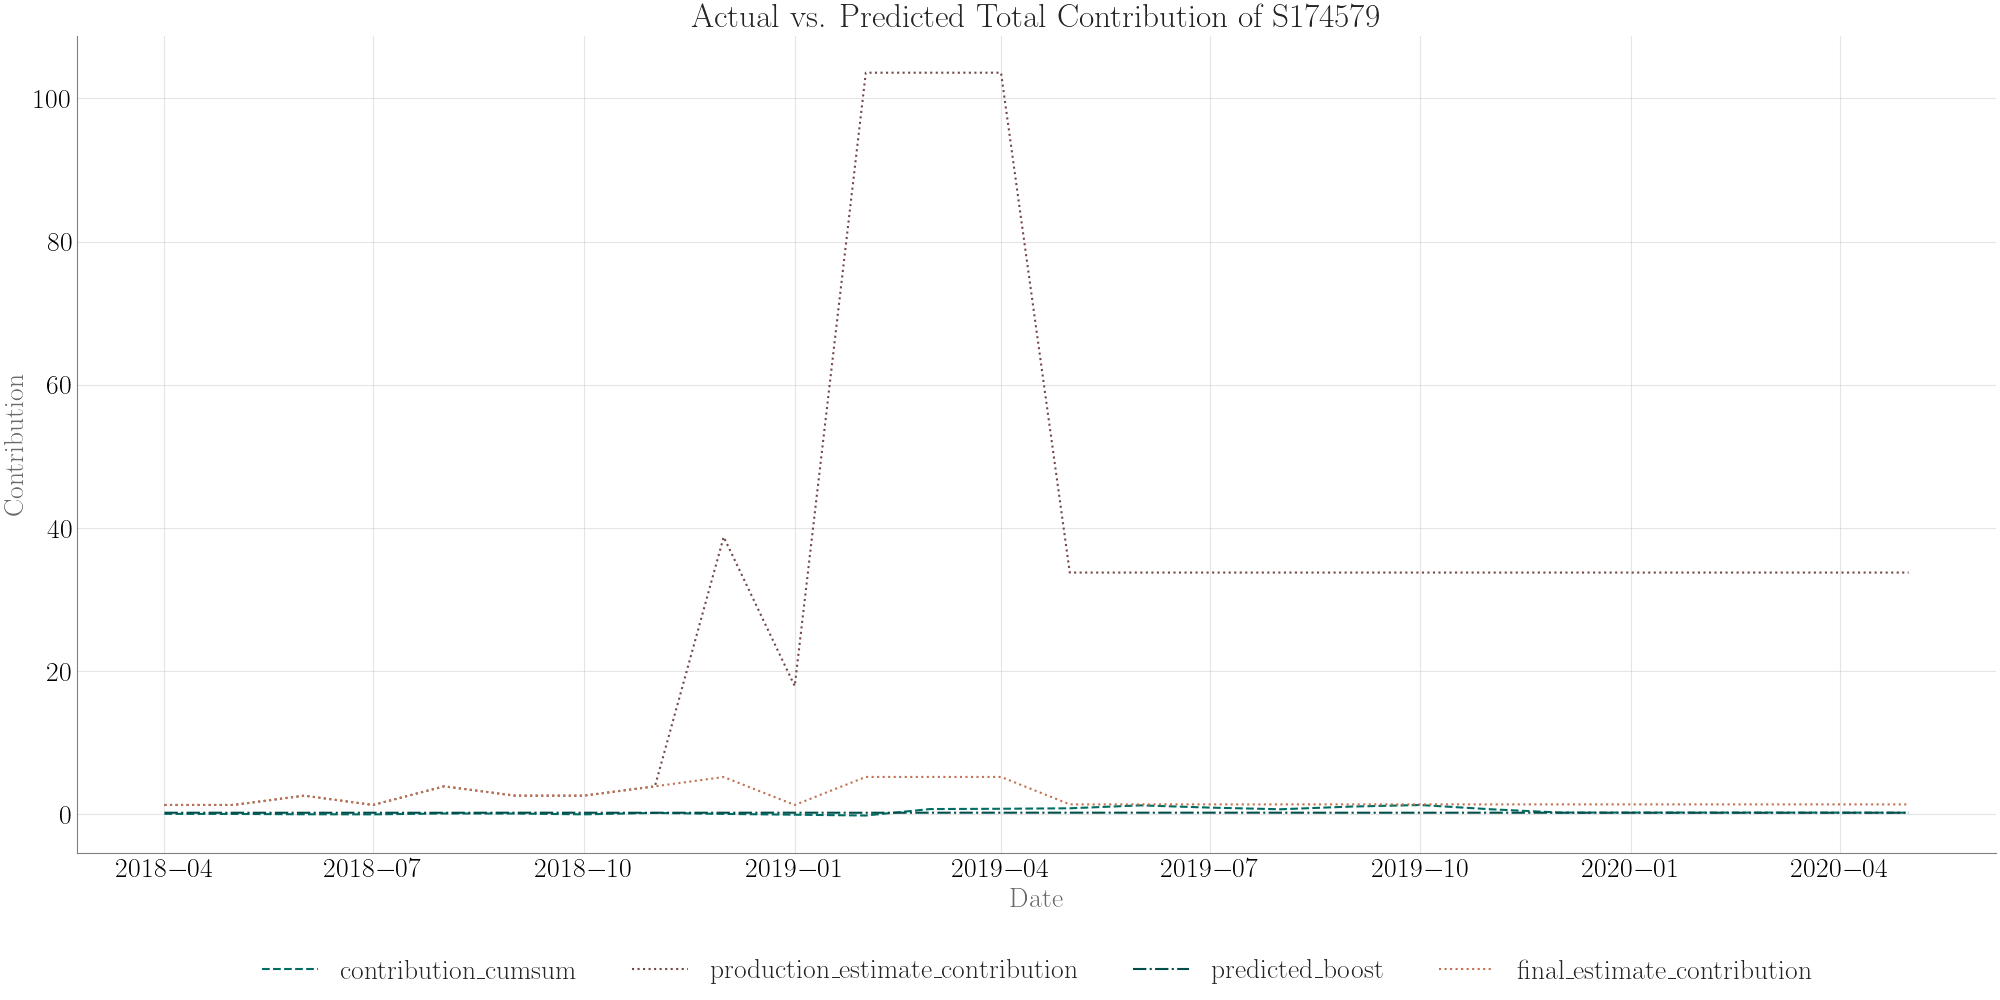 Actual vs. Predicted Total Contribution of S174579
100
80
60
40
20
0
Contribution
2018−04 2018−07 2018−10 2019−01 2019−04 2019−07 2019−10 2020−01 2020−04
Date
contribution_cumsum production_estimate_contribution predicted_boost final_estimate_contribution